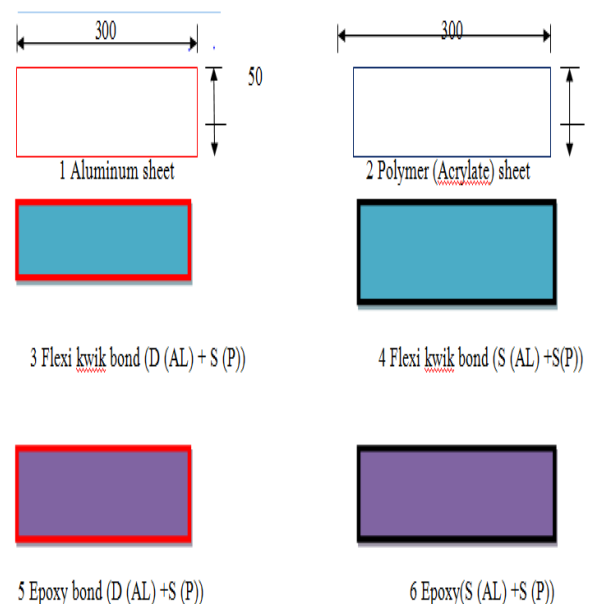 300
300
50
1 Aluminum sheet
2 Polymer (Acrylate) sheet
3 Flexi kwik bond (D (AL) + S (P))
4 Flexi kwik bond (S (AL) +S(P))
5 Epoxy bond (D (AL) +S (P))
6 Epoxy(S (AL) +S (P))